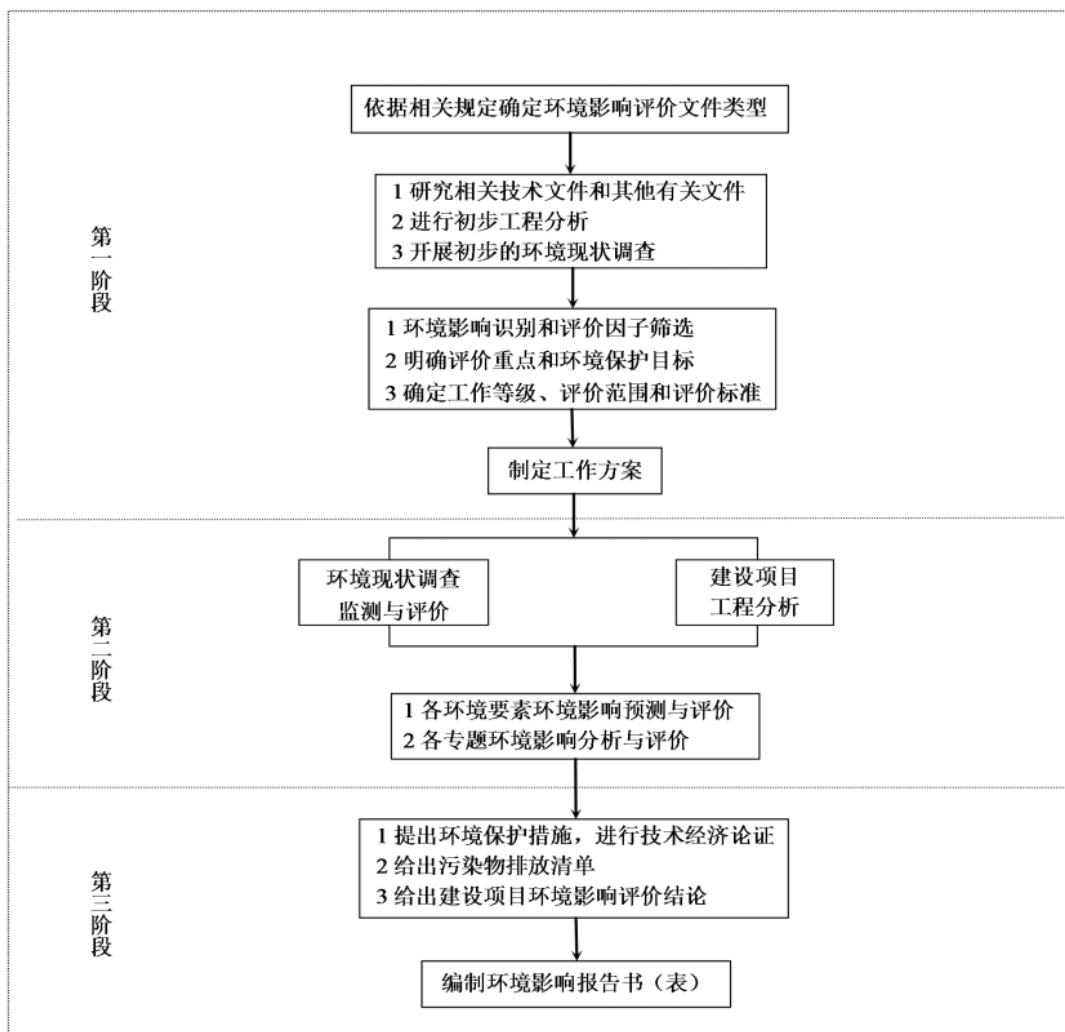 依据相关规定确定环境影响评价文件类型
1 研究相关技术文件和其他有关文件
2 进行初步工程分析
3 开展初步的环境现状调查
第一阶段
1 环境影响识别和评价因子筛选
2 明确评价重点和环境保护目标
3 确定工作等级、评价范围和评价标准
制定工作方案
环境现状调查
监测与评价
建设项目
工程分析
第二阶段
1 各环境要素环境影响预测与评价
2 各专题环境影响分析与评价
1 提出环境保护措施，进行技术经济论证
2 给出污染物排放清单
3 给出建设项目环境影响评价结论
第三阶段
编制环境影响报告书（表）